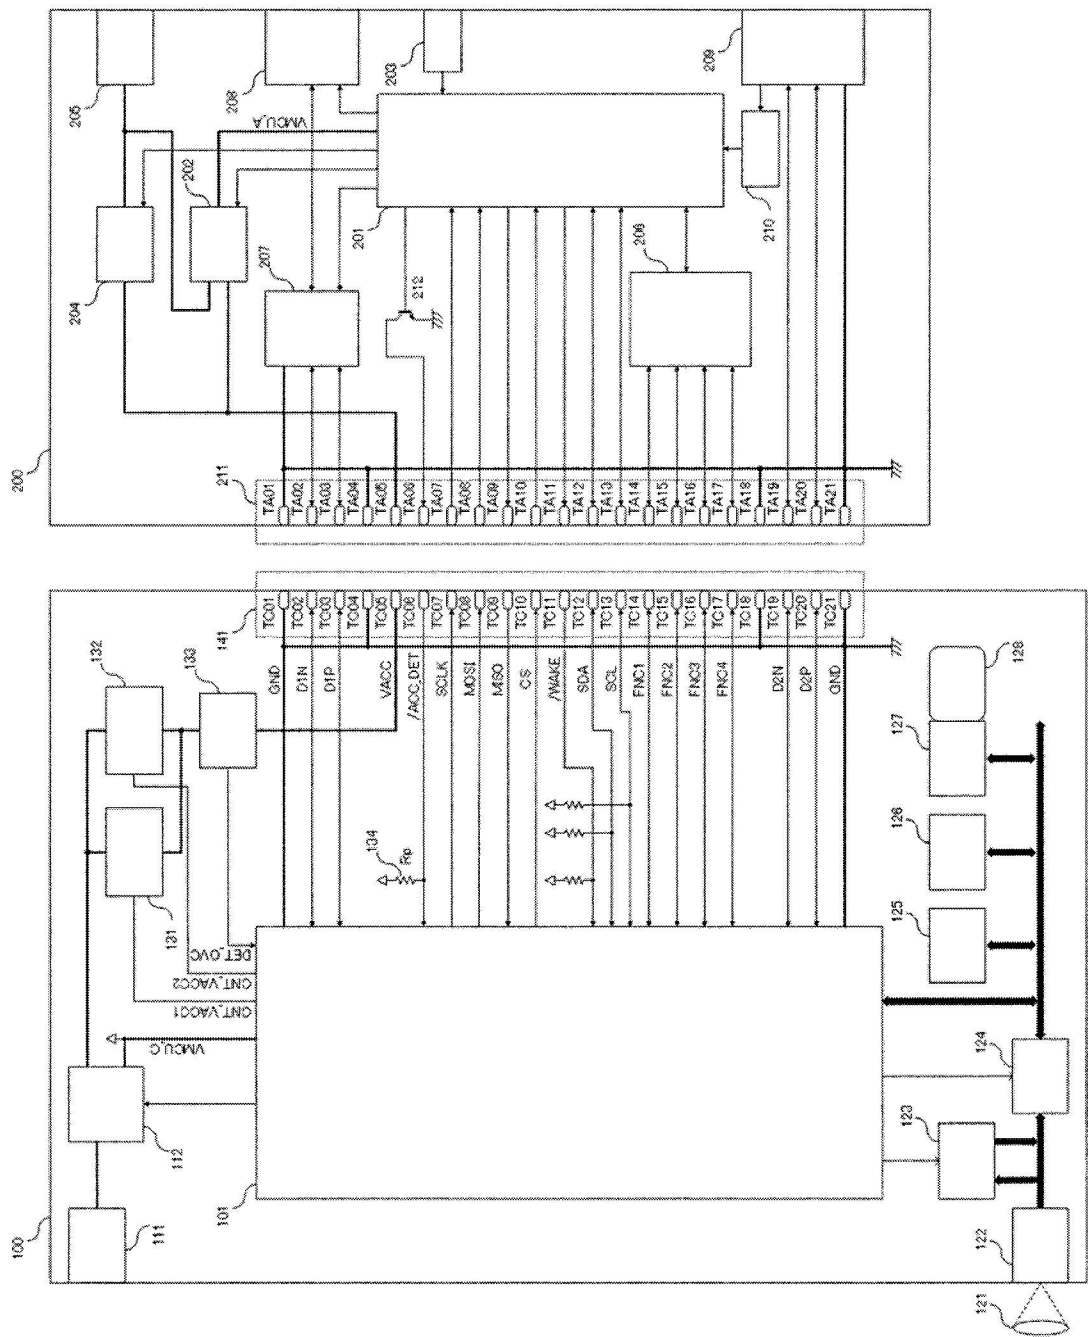 200
205
208
203
209
VMCU_A
202
204
207
201
210
206
212
211
TA01
TA02
TA03
TA04
TA05
TA06
TA07
TA08
TA09
TA10
TA11
TA12
TA13
TA14
TA15
TA16
TA17
TA18
TA19
TA20
TA21
141
TC01
TC02
TC03
TC04
TC05
TC06
TC07
TC08
TC09
TC10
TC11
TC12
TC13
TC14
TC15
TC16
TC17
TC18
TC19
TC20
TC21
GND
D1N
D1P
VACC
/ACC_DET
SCLK
MOSI
MISO
CS
/WAKE
SDA
SCL
FNC1
FNC2
FNC3
FNC4
D2N
D2P
GND
132
133
134
Rp
131
DET_OVC
CNT_VACC2
CNT_VACC1
VMCU_C
128
127
126
125
124
123
112
101
100
111
122
121